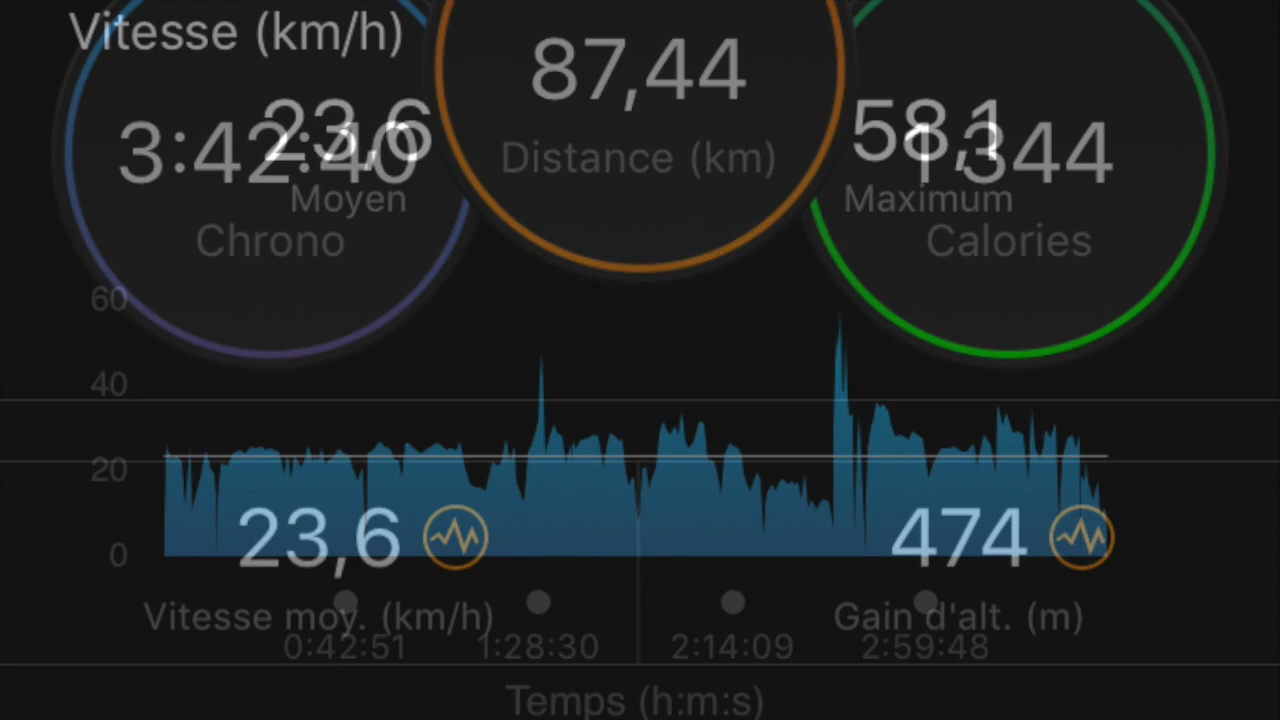 Vitesse (km/h)
87,44
Distance (km)
23,6
58,1
3:42:40
1 344
Moyen
Maximum
Chrono
Calories
60
40
20
0
23,6
474
Vitesse moy. (km/h)
Gain d'alt. (m)
0:42:51 1:28:30 2:14:09 2:59:48
Temps (h:m:s)